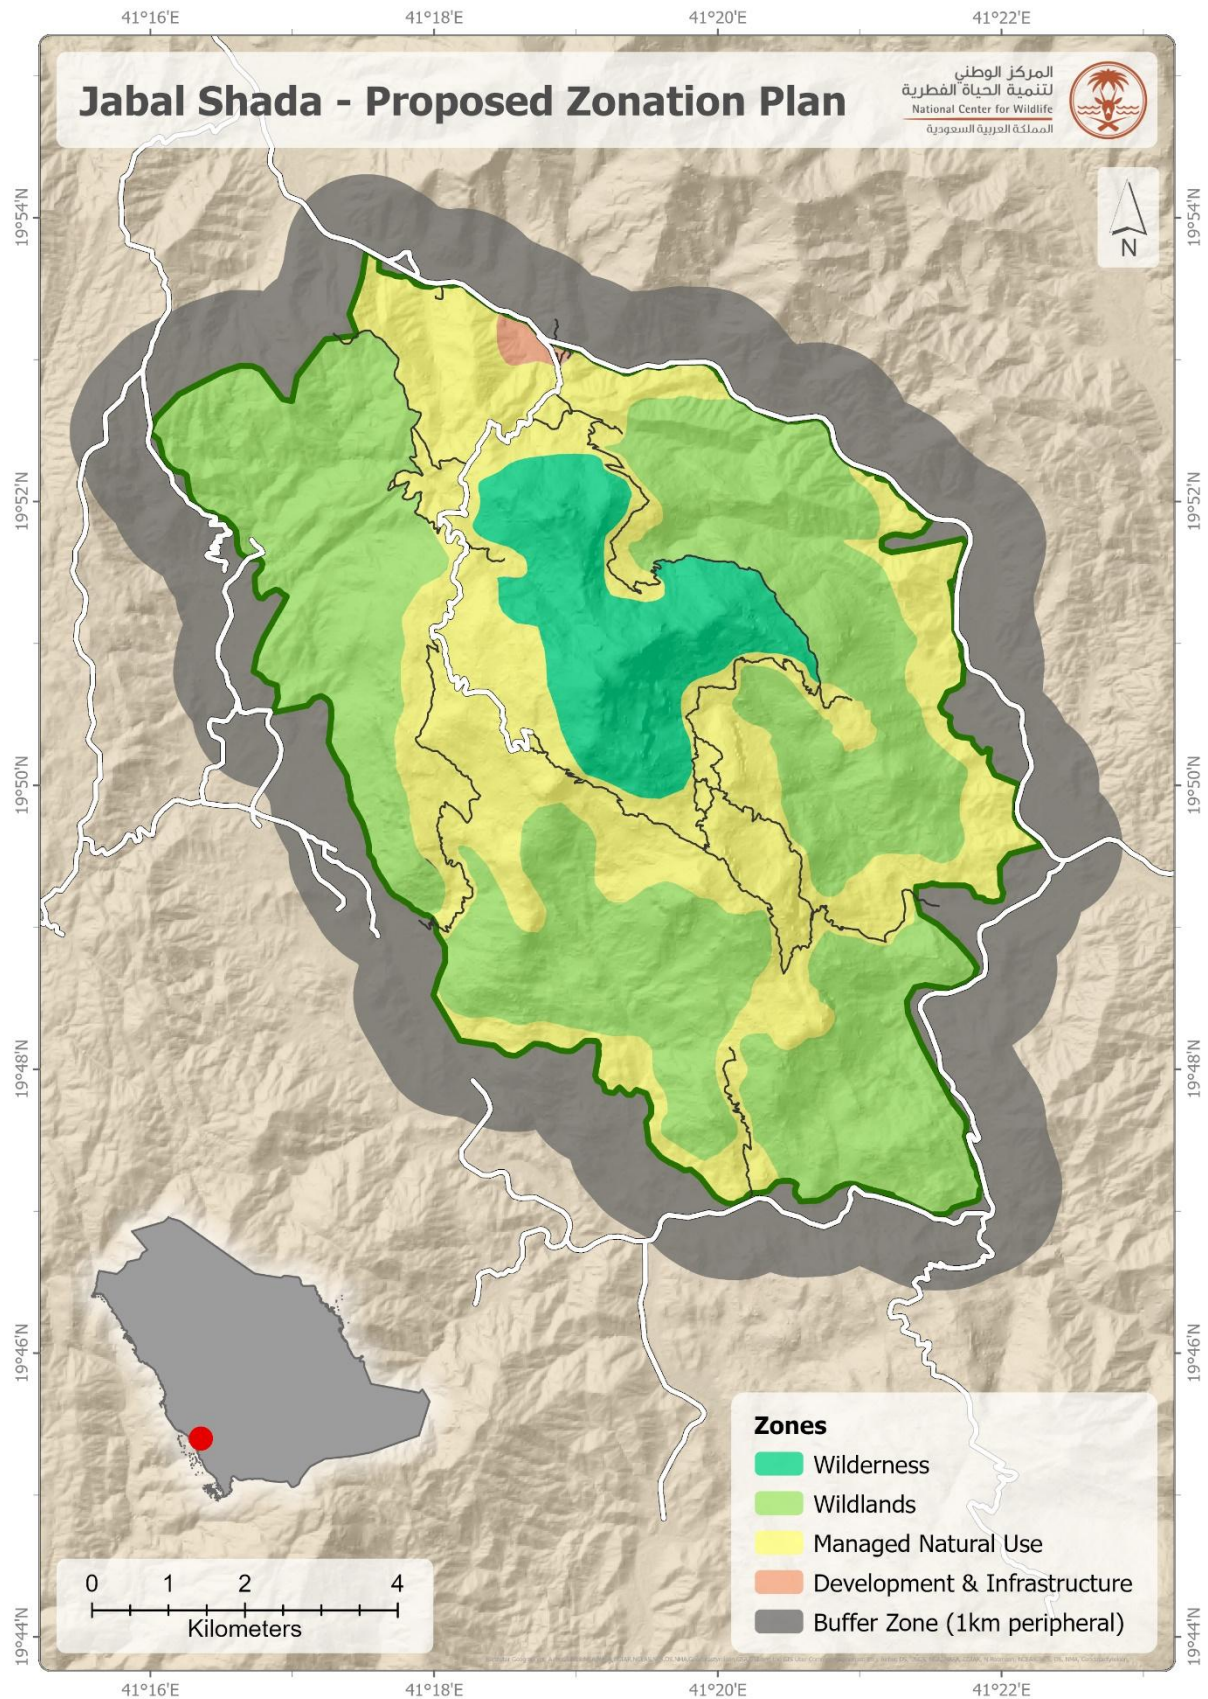 41°16'E 41°18'E 41°20'E 41°22'E
Jabal Shada - Proposed Zonation Plan
المركز الوطني
لتنمية الحياة الفطرية
National Center for Wildlife
المملكة العربية السعودية
N
19°54'N 19°54'N
19°52'N 19°52'N
19°50'N 19°50'N
19°48'N 19°48'N
19°46'N 19°46'N
19°44'N 19°44'N
Zones
Wilderness
Wildlands
Managed Natural Use
Development & Infrastructure
Buffer Zone (1km peripheral)
0 1 2 4
Kilometers
41°16'E 41°18'E 41°20'E 41°22'E